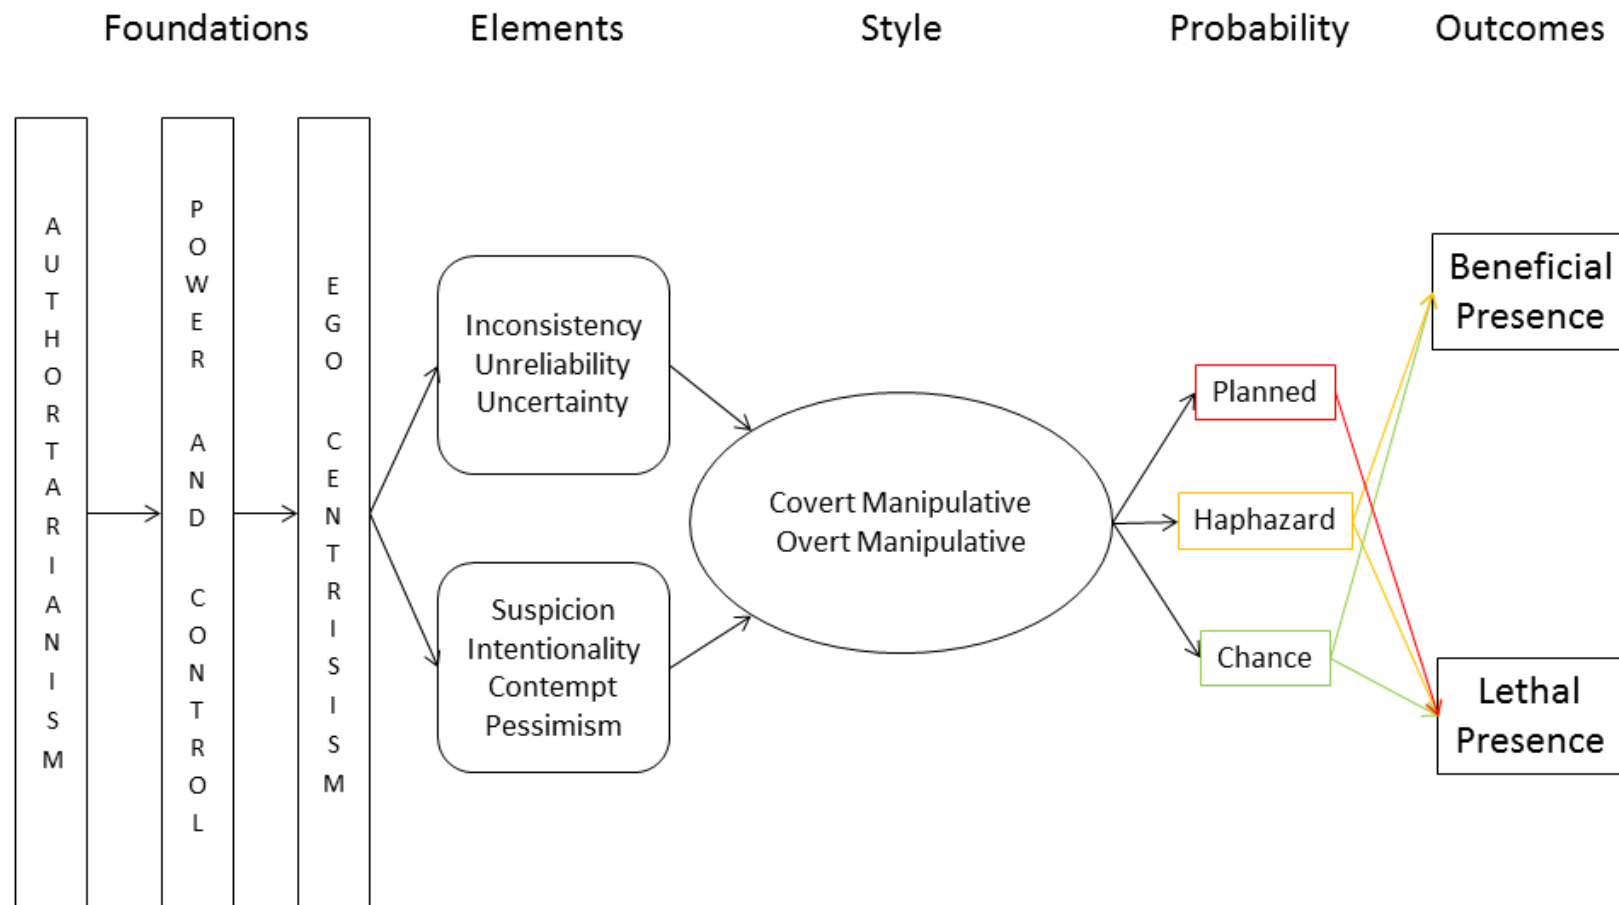 Foundations
Elements
Style
Probability
Outcomes
AUTHORTARIANISM
POWER AND CONTROL
EGO CENTRISISM
Inconsistency
Unreliability
Uncertainty
Suspicion
Intentionality
Contempt
Pessimism
Covert Manipulative
Overt Manipulative
Planned
Haphazard
Chance
Beneficial
Presence
Lethal
Presence